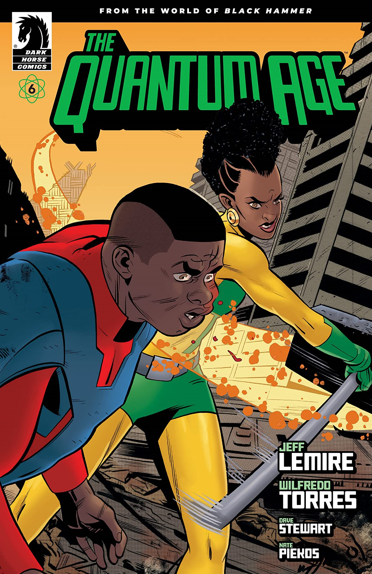 FROM THE WORLD OF BLACK HAMMER
DARK
HORSE
COMICS
6
THE
QUANTUM AGE
JEFF
LEMIRE
WILFREDO
TORRES
DAVE
STEWART
NATE
PIEKOS